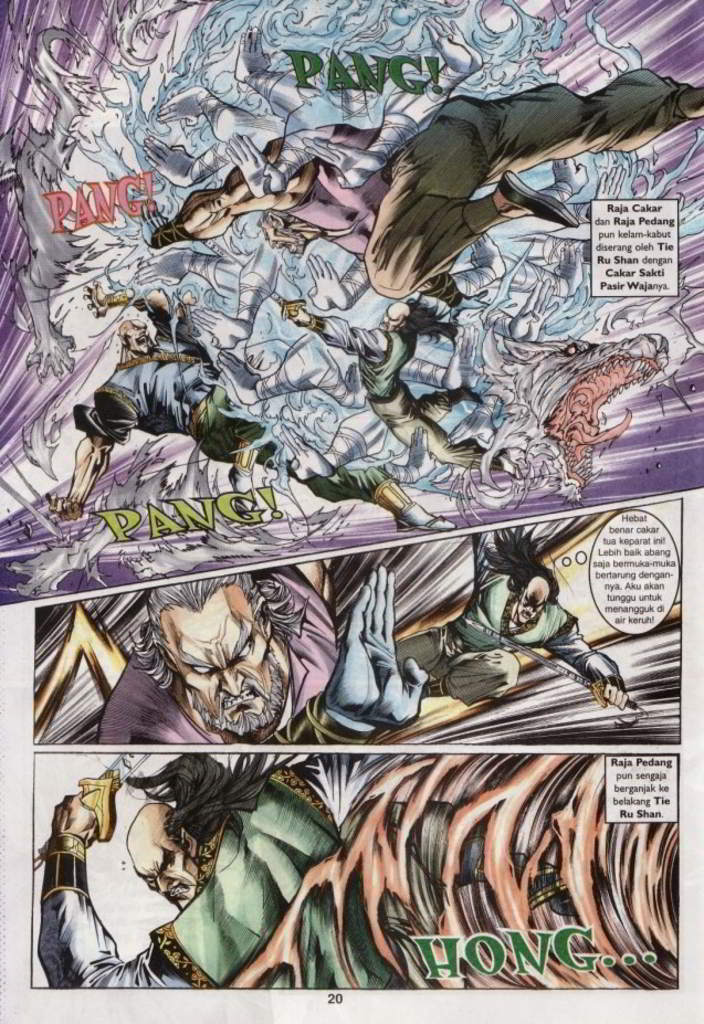 PANG!
PANG!
Raja Cakar
dan Raja Pedang
pun kelam-kabut
diserang oleh Tie
Ru Shan dengan
Cakar Sakti
Pasir Wajanya.
PANG!
Hebat
benar cakar
tua keparat ini!
Lebih baik abang
saja bermuka-muka
bertarung dengan-
nya. Aku akan
tunggu untuk
menangguk di
air keruh!
Raja Pedang
pun sengaja
berganjak ke
belakang Tie
Ru Shan.
HONG...
20